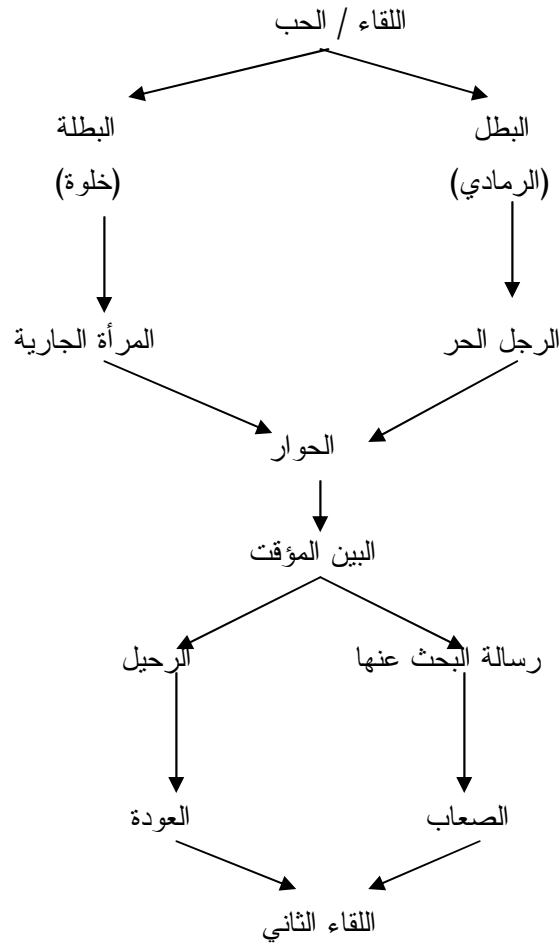 اللقاء / الحب
البطل البطلة
(الرمادي) (خلوة)
الرجل الحر المرأة الجارية
الحوار
البين المؤقت
رسالة البحث عنها الرحيل
الصعاب العودة
اللقاء الثاني